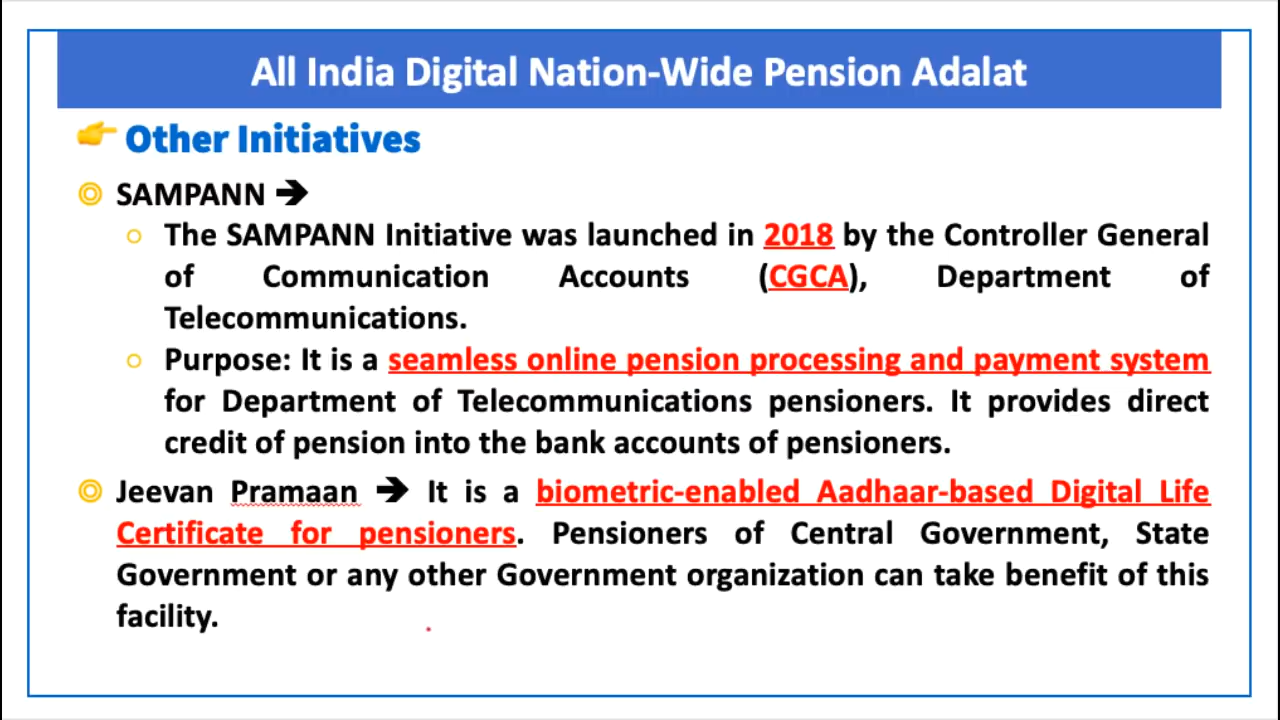 All India Digital Nation-Wide Pension Adalat
Other Initiatives
SAMPANN ➔
The SAMPANN Initiative was launched in 2018 by the Controller General
of Communication Accounts (CGCA), Department of
Telecommunications.
Purpose: It is a seamless online pension processing and payment system
for Department of Telecommunications pensioners. It provides direct
credit of pension into the bank accounts of pensioners.
Jeevan Pramaan ➔ It is a biometric-enabled Aadhaar-based Digital Life
Certificate for pensioners. Pensioners of Central Government, State
Government or any other Government organization can take benefit of this
facility.